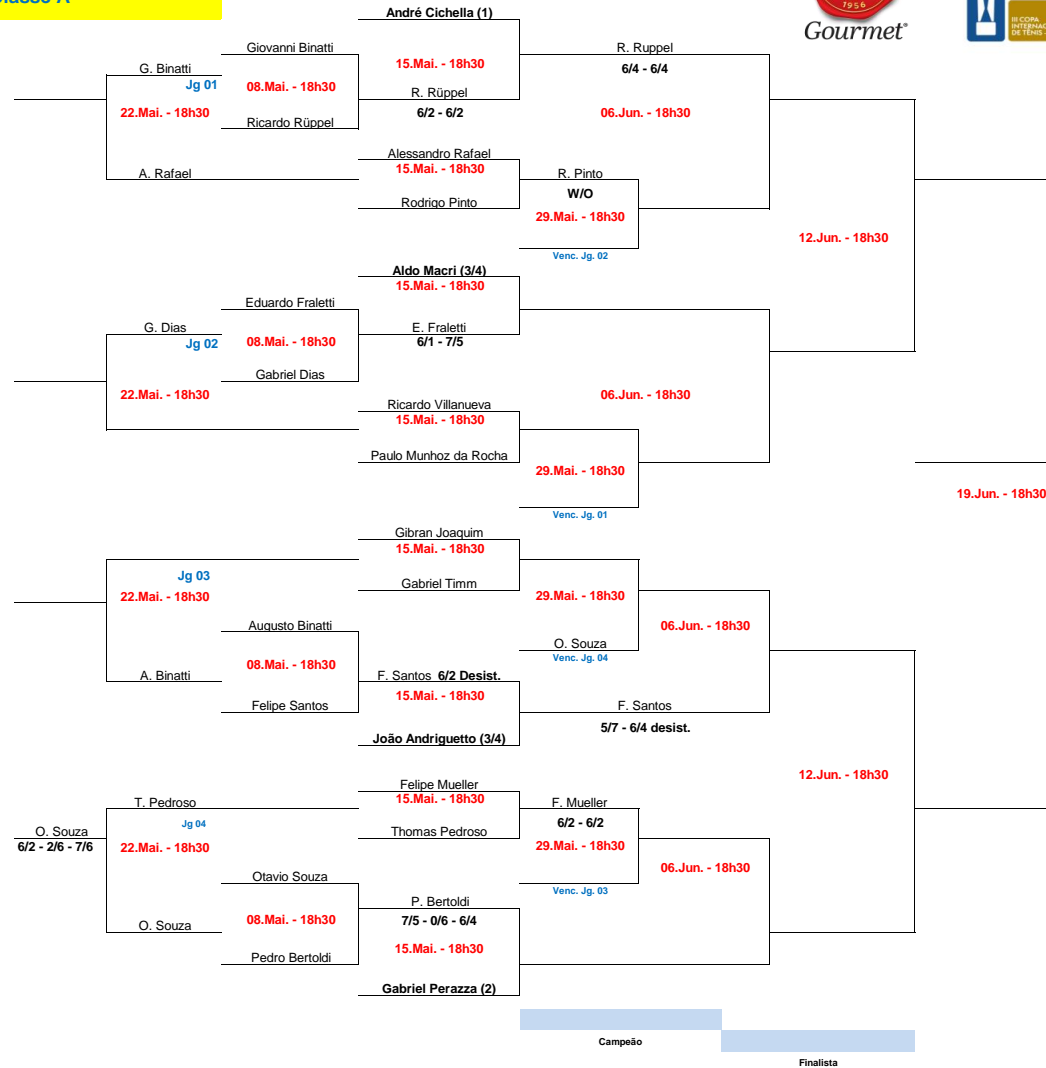 Classe A
1956
Gourmet
III COPA
INTERNAC
DE TÊNIS
André Cichella (1)
Giovanni Binatti
R. Ruppel
15.Mai. - 18h30
6/4 - 6/4
G. Binatti
Jg 01
08.Mai. - 18h30
R. Rüppel
22.Mai. - 18h30
6/2 - 6/2
06.Jun. - 18h30
Ricardo Rüppel
Alessandro Rafael
15.Mai. - 18h30
A. Rafael
R. Pinto
W/O
Rodrigo Pinto
29.Mai. - 18h30
12.Jun. - 18h30
Venc. Jg. 02
Aldo Macri (3/4)
15.Mai. - 18h30
Eduardo Fraletti
G. Dias
E. Fraletti
Jg 02
08.Mai. - 18h30
6/1 - 7/5
Gabriel Dias
22.Mai. - 18h30
06.Jun. - 18h30
Ricardo Villanueva
15.Mai. - 18h30
Paulo Munhoz da Rocha
29.Mai. - 18h30
19.Jun. - 18h30
Venc. Jg. 01
Gibran Joaquim
15.Mai. - 18h30
Jg 03
Gabriel Timm
22.Mai. - 18h30
29.Mai. - 18h30
Augusto Binatti
06.Jun. - 18h30
O. Souza
Venc. Jg. 04
08.Mai. - 18h30
A. Binatti
F. Santos 6/2 Desist.
15.Mai. - 18h30
Felipe Santos
F. Santos
5/7 - 6/4 desist.
João Andriguetto (3/4)
12.Jun. - 18h30
Felipe Mueller
15.Mai. - 18h30
T. Pedroso
F. Mueller
Jg 04
6/2 - 6/2
O. Souza
Thomas Pedroso
6/2 - 2/6 - 7/6
22.Mai. - 18h30
29.Mai. - 18h30
06.Jun. - 18h30
Otavio Souza
Venc. Jg. 03
P. Bertoldi
08.Mai. - 18h30
7/5 - 0/6 - 6/4
O. Souza
15.Mai. - 18h30
Pedro Bertoldi
Gabriel Perazza (2)
Campeão
Finalista